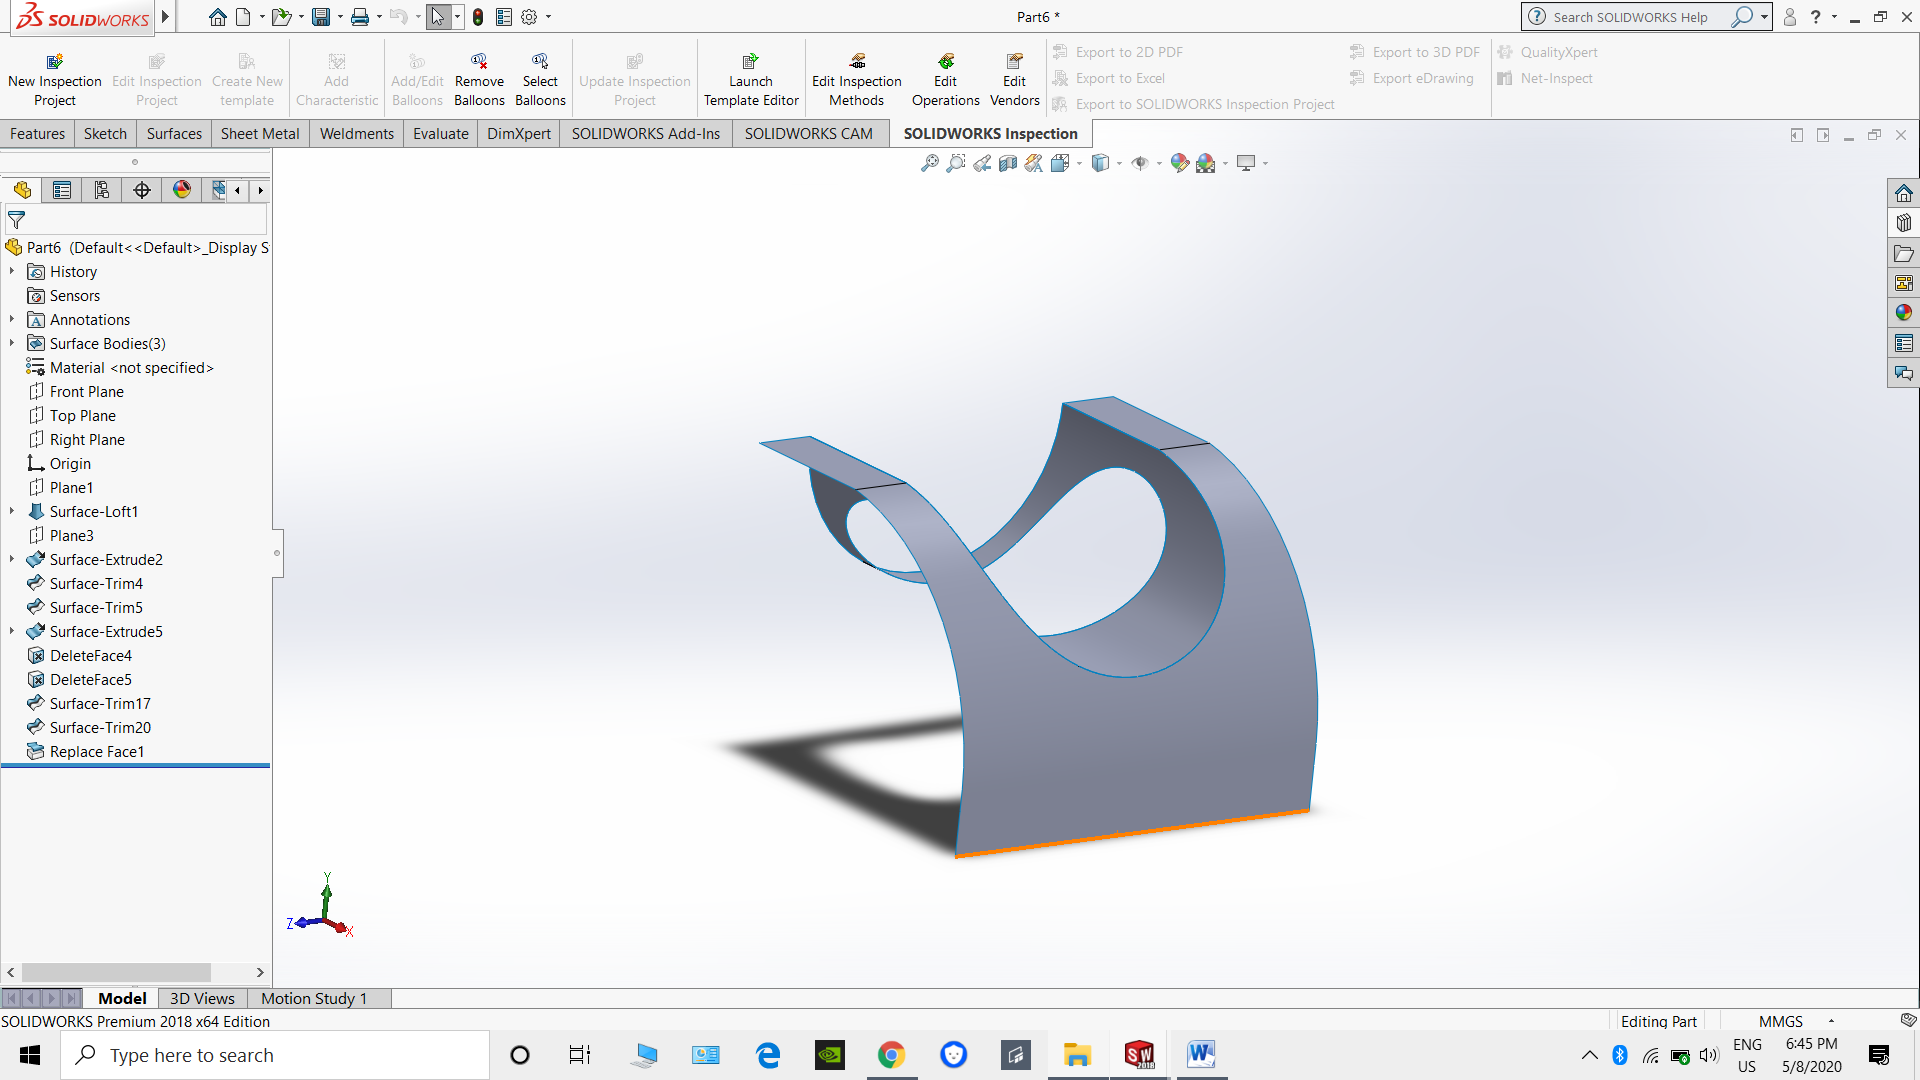 SOLIDWORKS
Part6 *
Search SOLIDWORKS Help
New Inspection Project
Edit Inspection Project
Create New template
Add Characteristic
Add/Edit Balloons
Remove Balloons
Select Balloons
Update Inspection Project
Launch Template Editor
Edit Inspection Methods
Edit Operations
Edit Vendors
Export to 2D PDF
Export to Excel
Export to SOLIDWORKS Inspection Project
Export to 3D PDF
Export eDrawing
QualityXpert
Net-Inspect
Features
Sketch
Surfaces
Sheet Metal
Weldments
Evaluate
DimXpert
SOLIDWORKS Add-Ins
SOLIDWORKS CAM
SOLIDWORKS Inspection
Part6 (Default<<Default>_Display S
History
Sensors
Annotations
Surface Bodies(3)
Material <not specified>
Front Plane
Top Plane
Right Plane
Origin
Plane1
Surface-Loft1
Plane3
Surface-Extrude2
Surface-Trim4
Surface-Trim5
Surface-Extrude5
DeleteFace4
DeleteFace5
Surface-Trim17
Surface-Trim20
Replace Face1
Y
Z
X
Model
3D Views
Motion Study 1
SOLIDWORKS Premium 2018 x64 Edition
Editing Part
MMGS
Type here to search
ENG
US
6:45 PM
5/8/2020